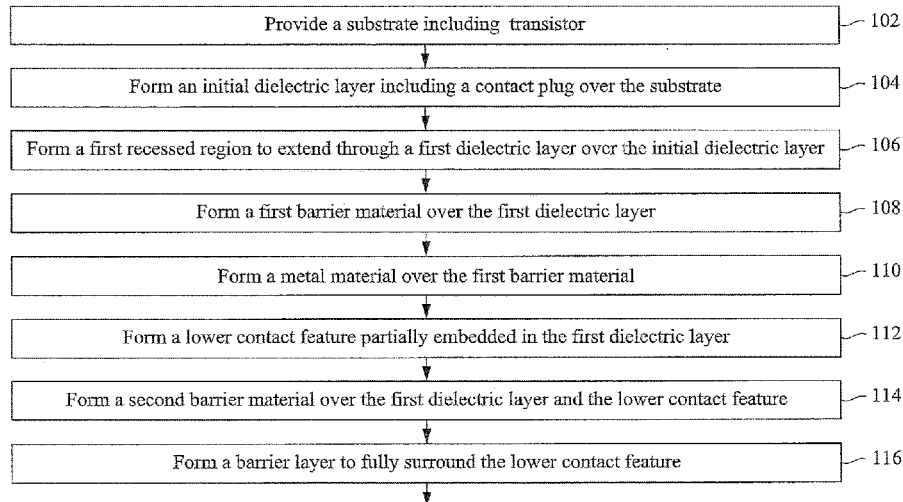 Provide a substrate including transistor
102
Form an initial dielectric layer including a contact plug over the substrate
104
Form a first recessed region to extend through a first dielectric layer over the initial dielectric layer
106
Form a first barrier material over the first dielectric layer
108
Form a metal material over the first barrier material
110
Form a lower contact feature partially embedded in the first dielectric layer
112
Form a second barrier material over the first dielectric layer and the lower contact feature
114
Form a barrier layer to fully surround the lower contact feature
116